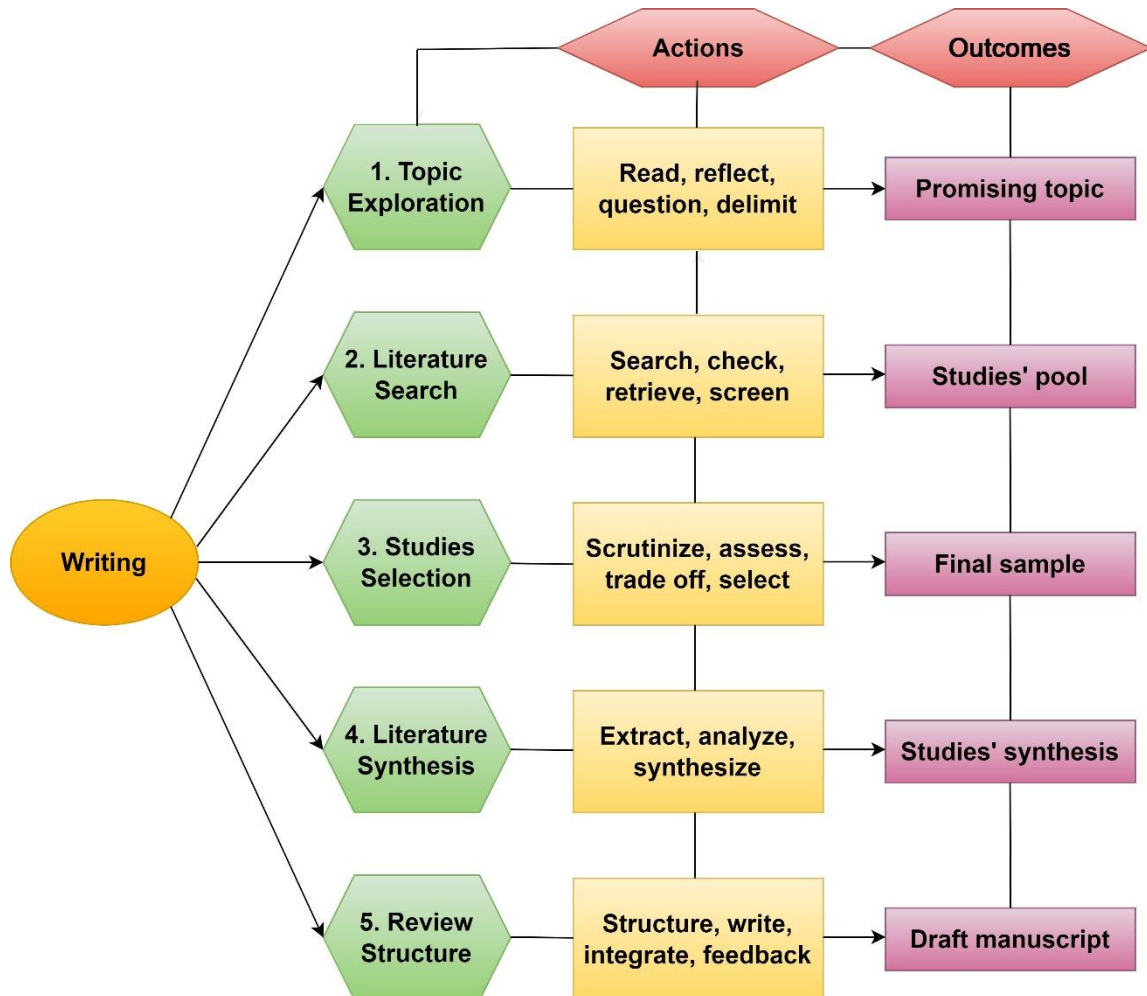 Actions
Outcomes
1. Topic
Exploration
Read, reflect,
question, delimit
Promising topic
2. Literature
Search
Search, check,
retrieve, screen
Studies' pool
Writing
3. Studies
Selection
Scrutinize, assess,
trade off, select
Final sample
4. Literature
Synthesis
Extract, analyze,
synthesize
Studies' synthesis
5. Review
Structure
Structure, write,
integrate, feedback
Draft manuscript